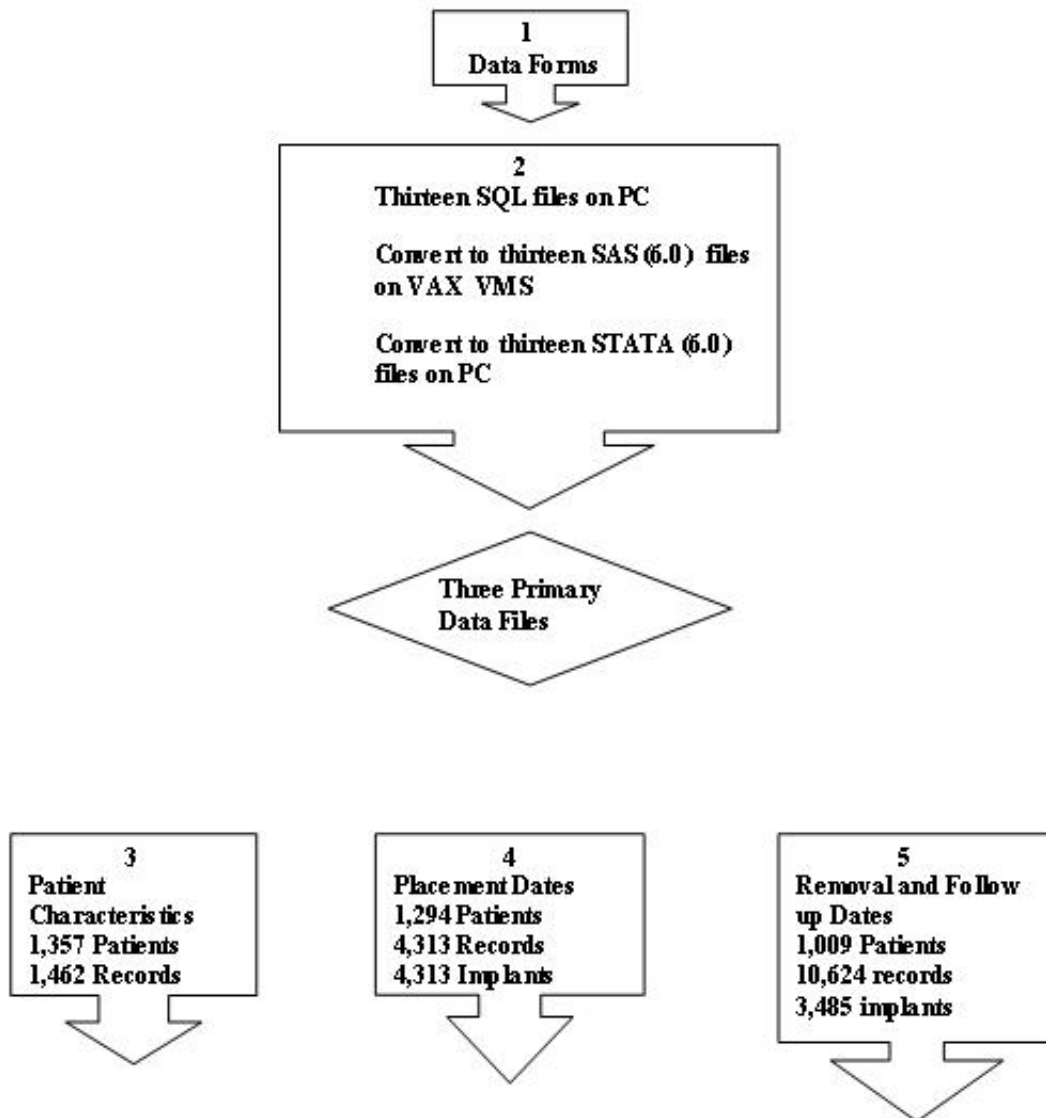 1
Data Forms
2
Thirteen SQL files on PC
Convert to thirteen SAS (6.0) files
on VAX VMS
Convert to thirteen STATA (6.0)
files on PC
Three Primary
Data Files
3
Patient
Characteristics
1,357 Patients
1,462 Records
4
Placement Dates
1,294 Patients
4,313 Records
4,313 Implants
5
Removal and Follow
up Dates
1,009 Patients
10,624 records
3,485 implants